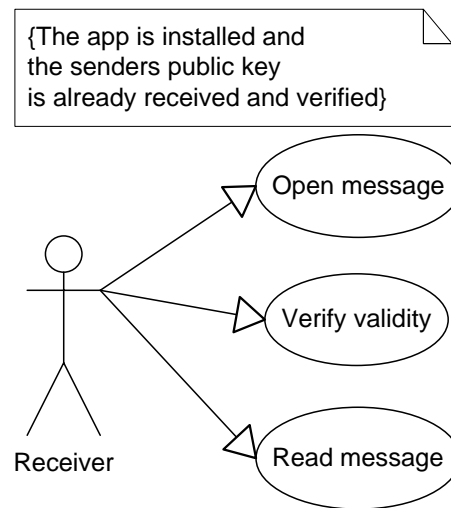 {The app is installed and
the senders public key
is already received and verified}
Open message
Verify validity
Read message
Receiver